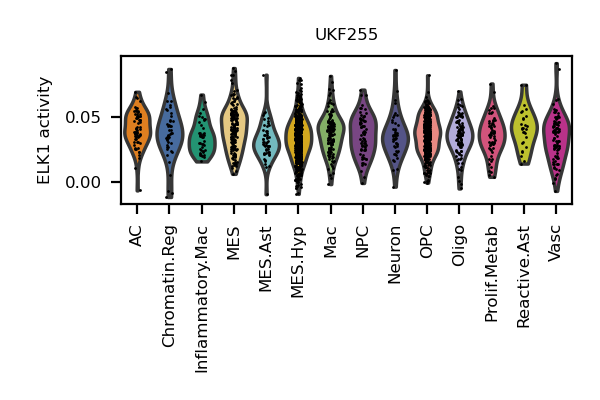 UKF255
ELK1 activity
0.05
0.00
AC
Chromatin.Reg
Inflammatory.Mac
MES
MES.Ast
MES.Hyp
Mac
NPC
Neuron
OPC
Oligo
Prolif.Metab
Reactive.Ast
Vasc